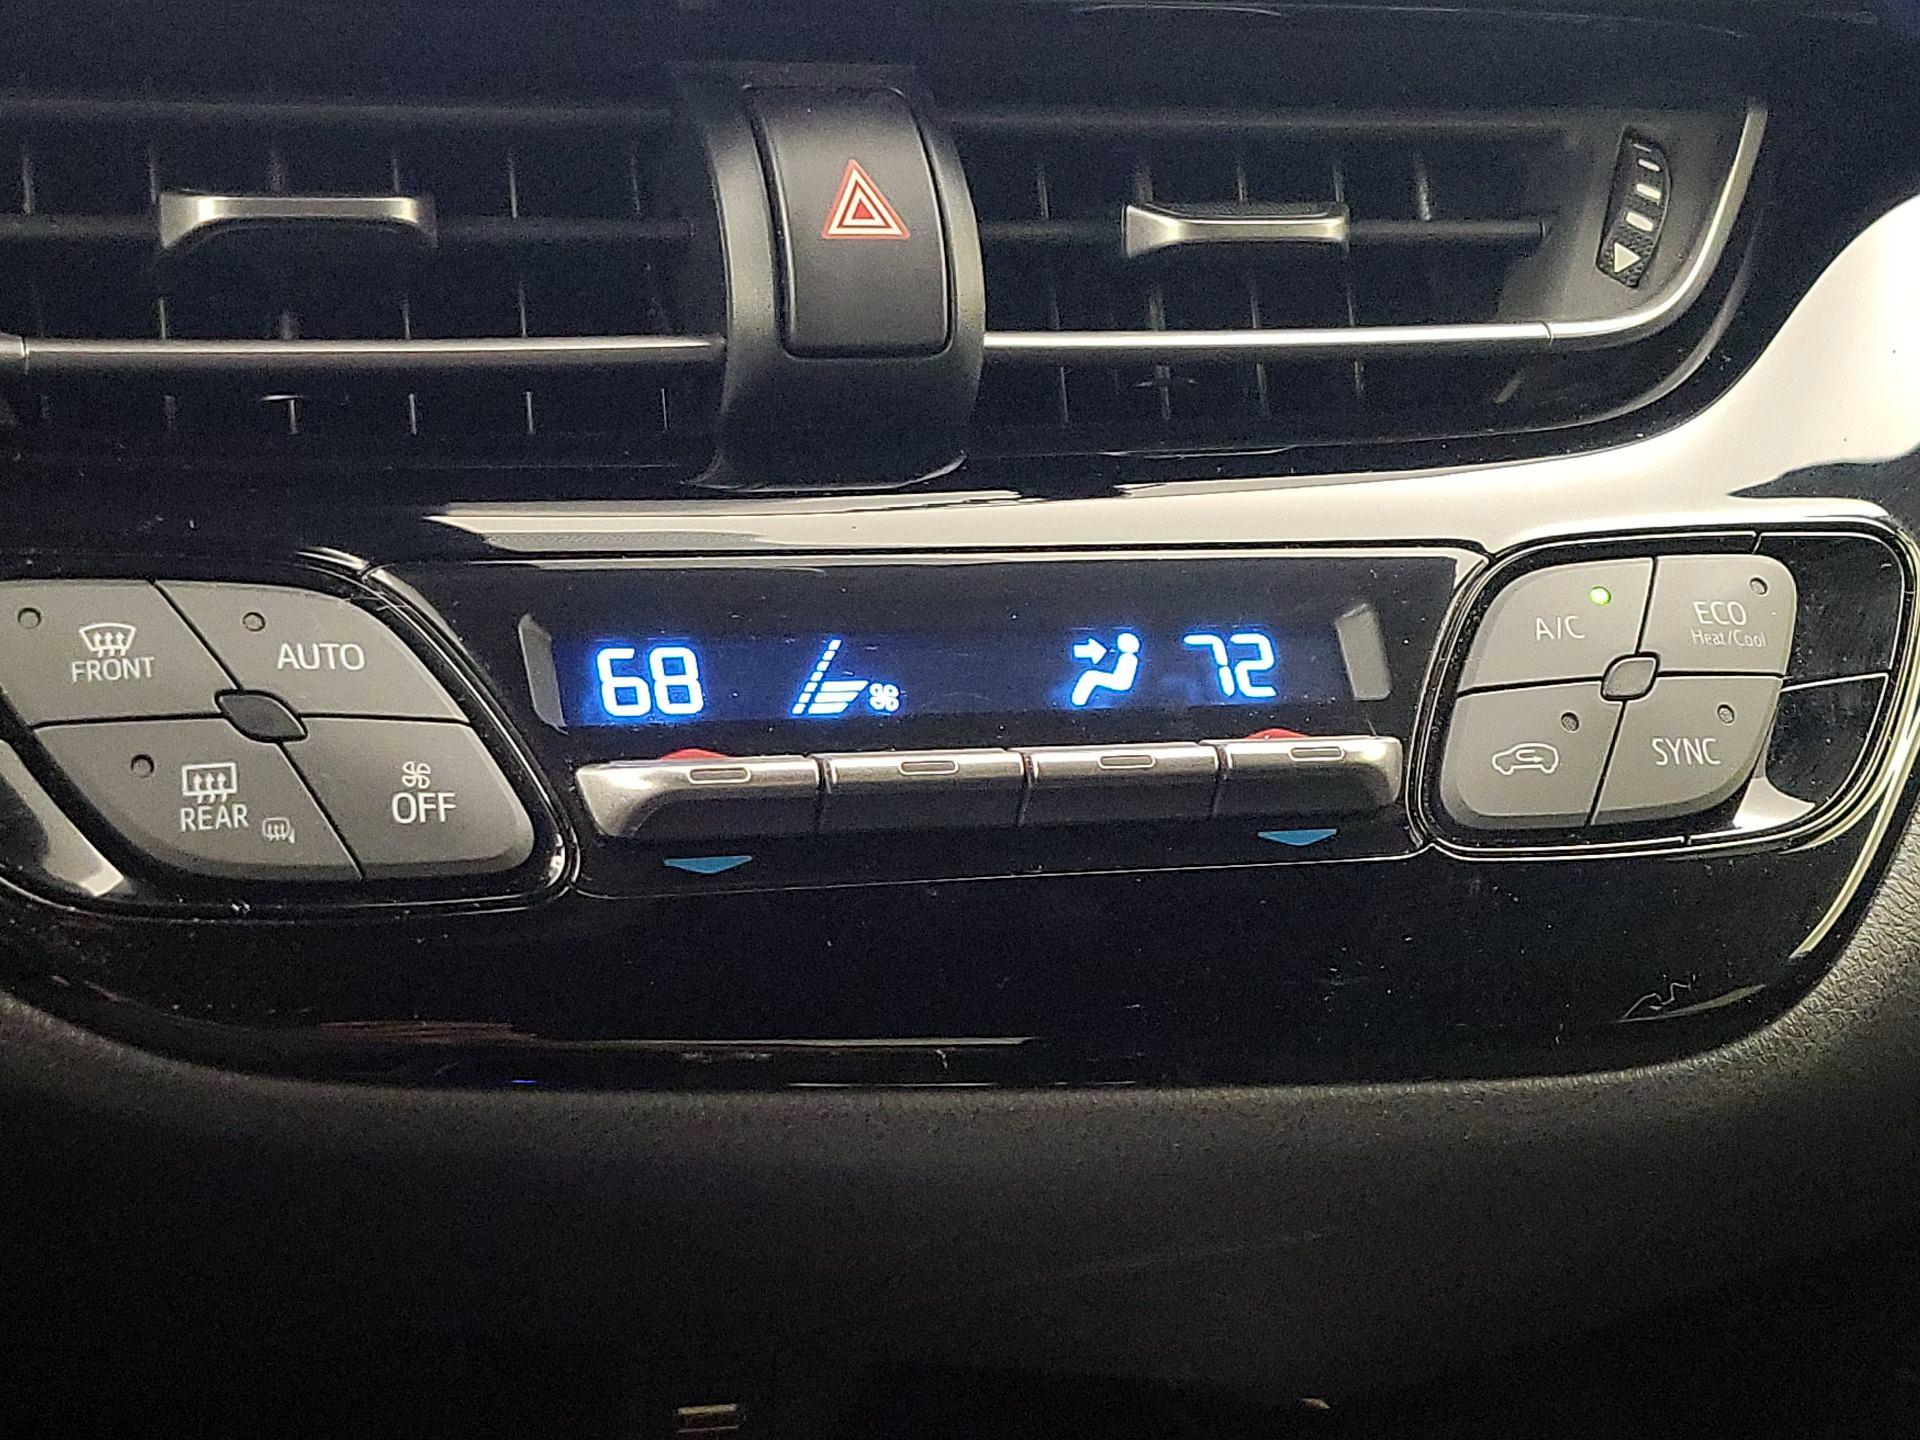 FRONT
AUTO
REAR
OFF
68
72
A/C
ECO
Heat/Cool
SYNC